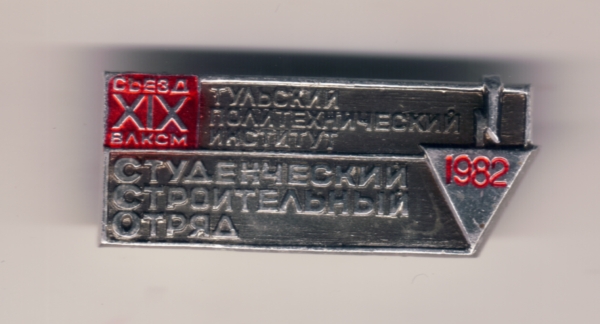 СЪЕЗД
XIX
ВЛКСМ
ТУЛЬСКИЙ
ПОЛИТЕХНИЧЕСКИЙ
ИНСТИТУТ
СТУДЕНЧЕСКИЙ
СТРОИТЕЛЬНЫЙ
ОТРЯД
1982